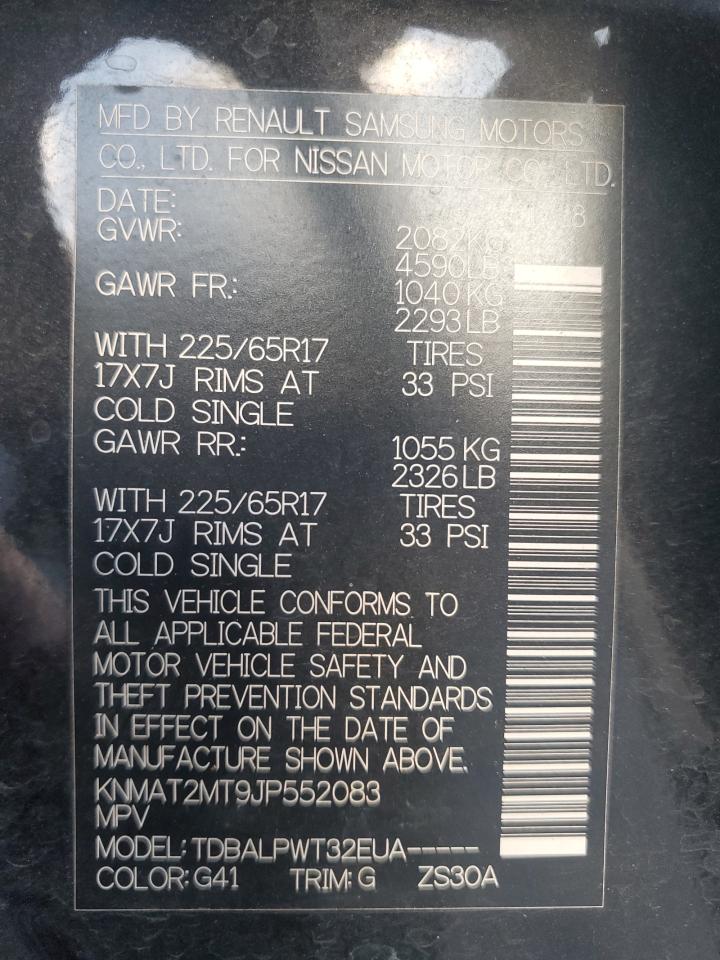 MFD BY RENAULT SAMSUNG MOTORS
CO., LTD. FOR NISSAN MOTOR CO., LTD.
DATE:
GVWR: 2082KG
4590LB
GAWR FR.: 1040 KG
2293 LB
WITH 225/65R17 TIRES
17X7J RIMS AT 33 PSI
COLD SINGLE
GAWR RR.: 1055 KG
2326 LB
WITH 225/65R17 TIRES
17X7J RIMS AT 33 PSI
COLD SINGLE
THIS VEHICLE CONFORMS TO
ALL APPLICABLE FEDERAL
MOTOR VEHICLE SAFETY AND
THEFT PREVENTION STANDARDS
IN EFFECT ON THE DATE OF
MANUFACTURE SHOWN ABOVE.
KNMAT2MT9JP552083
MPV
MODEL: TDBALPWT32EUA-----
COLOR: G41 TRIM: G ZS30A